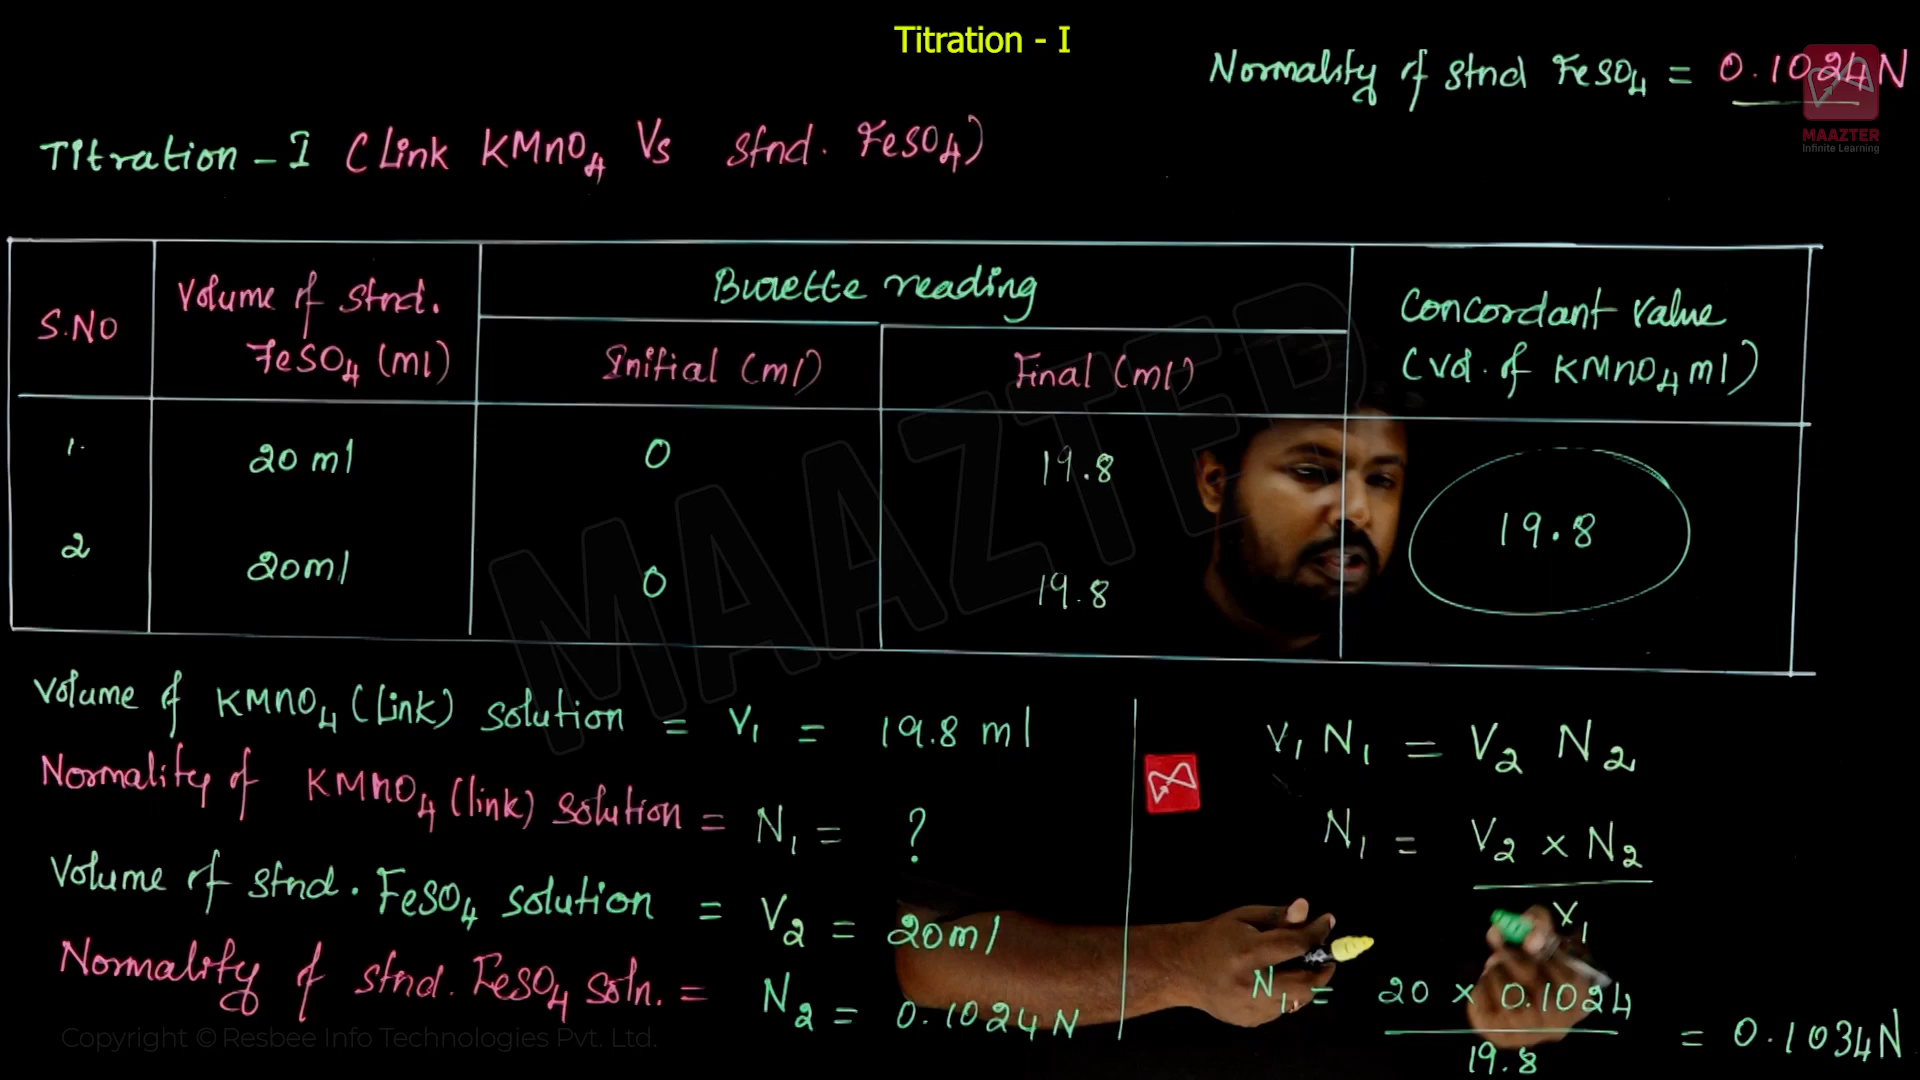 Titration - I
Normality of stnd FeSO4 = 0.1024 N
MAAZTER
Infinite Learning
Titration - I (Link KMnO4 Vs stnd. FeSO4)
S.NO
Volume of stnd. FeSO4 (ml)
Burette reading
Initial (ml)
Final (ml)
Concordant value (Vol. of KMnO4 ml)
1. 20 ml 0 19.8
19.8
2 20ml 0 19.8
MAAZTER
Volume of KMnO4 (Link) solution = V1 = 19.8 ml
Normality of KMnO4 (link) solution = N1 = ?
Volume of stnd. FeSO4 solution = V2 = 20ml
Normality of stnd. FeSO4 soln. = N2 = 0.1024 N
V1 N1 = V2 N2
N1 = V2 x N2
V1
N1 = 20 x 0.1024
19.8
= 0.1034 N
Copyright © Resbee Info Technologies Pvt. Ltd.